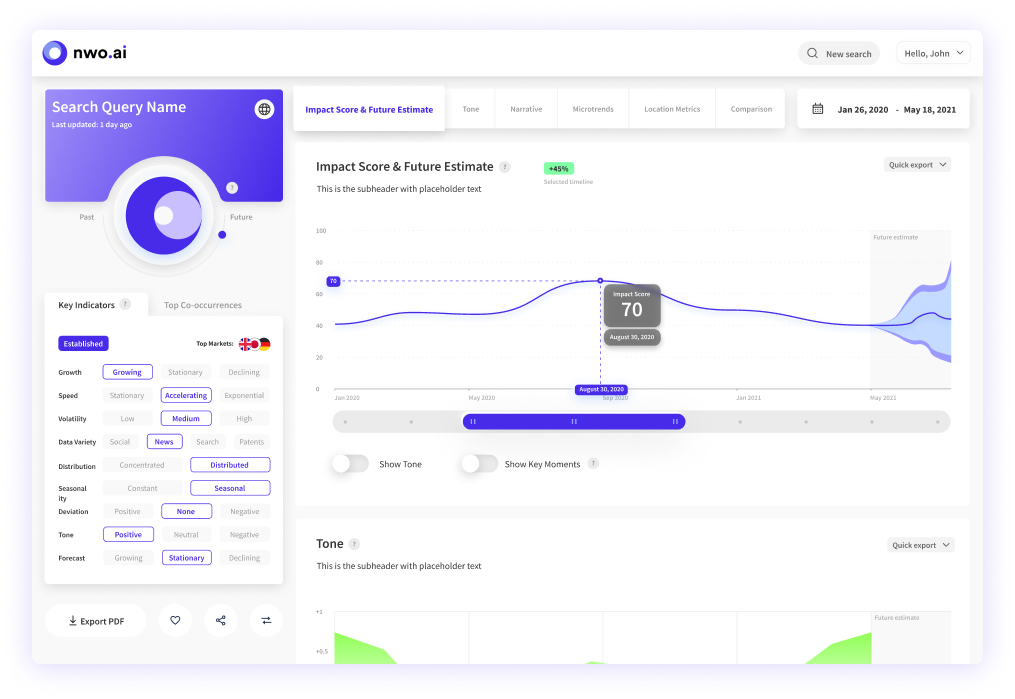 nwo.ai
New search
Hello, John
Search Query Name
Last updated: 1 day ago
?
Past
Future
Key Indicators ?
Top Co-occurrences
Established
Top Markets:
Growth Growing Stationary Declining
Speed Stationary Accelerating Exponential
Volatility Low Medium High
Data Variety Social News Search Patents
Distribution Concentrated Distributed
Seasonal
ity
Constant Seasonal
Deviation Positive None Negative
Tone Positive Neutral Negative
Forecast Growing Stationary Declining
Export PDF
Impact Score & Future Estimate
Tone
Narrative
Microtrends
Location Metrics
Comparison
Jan 26, 2020 - May 18, 2021
Impact Score & Future Estimate ?
This is the subheader with placeholder text
+45%
Selected timeline
Quick export
Future estimate
100
80
70
60
40
20
0
Impact Score
70
August 30, 2020
August 30, 2020
Jan 2020
May 2020
Sep 2020
Jan 2021
May 2021
Show Tone
Show Key Moments ?
Tone ?
This is the subheader with placeholder text
Quick export
+1
Future estimate
+0,5